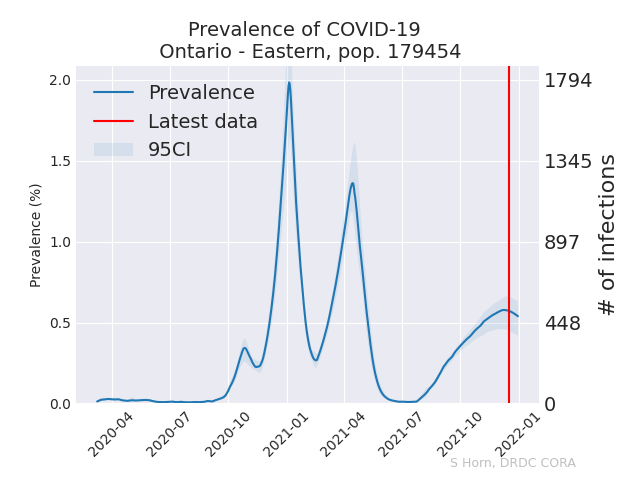 Prevalence of COVID-19
Ontario - Eastern, pop. 179454
Prevalence
Latest data
95CI
Prevalence (%)
2.0
1.5
1.0
0.5
0.0
1794
1345
897
448
0
# of infections
2020-04
2020-07
2020-10
2021-01
2021-04
2021-07
2021-10
2022-01
S Horn, DRDC CORA